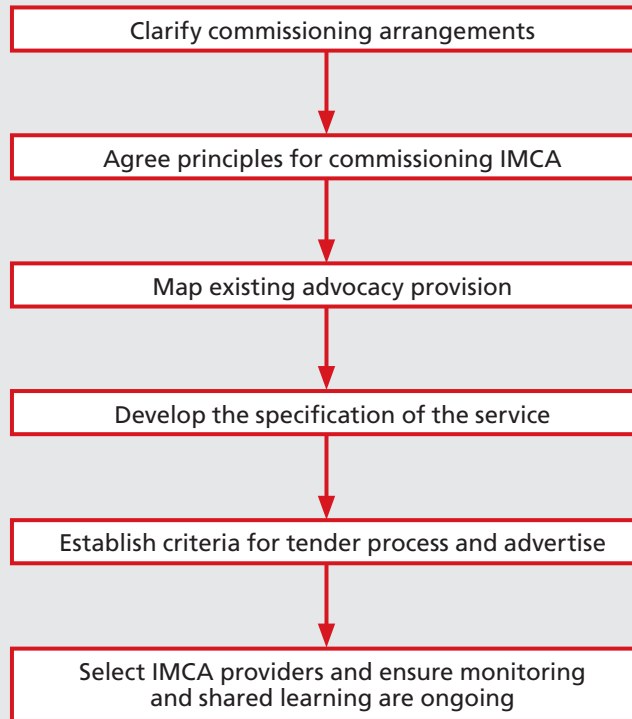 Clarify commissioning arrangements
Agree principles for commissioning IMCA
Map existing advocacy provision
Develop the specification of the service
Establish criteria for tender process and advertise
Select IMCA providers and ensure monitoring
and shared learning are ongoing